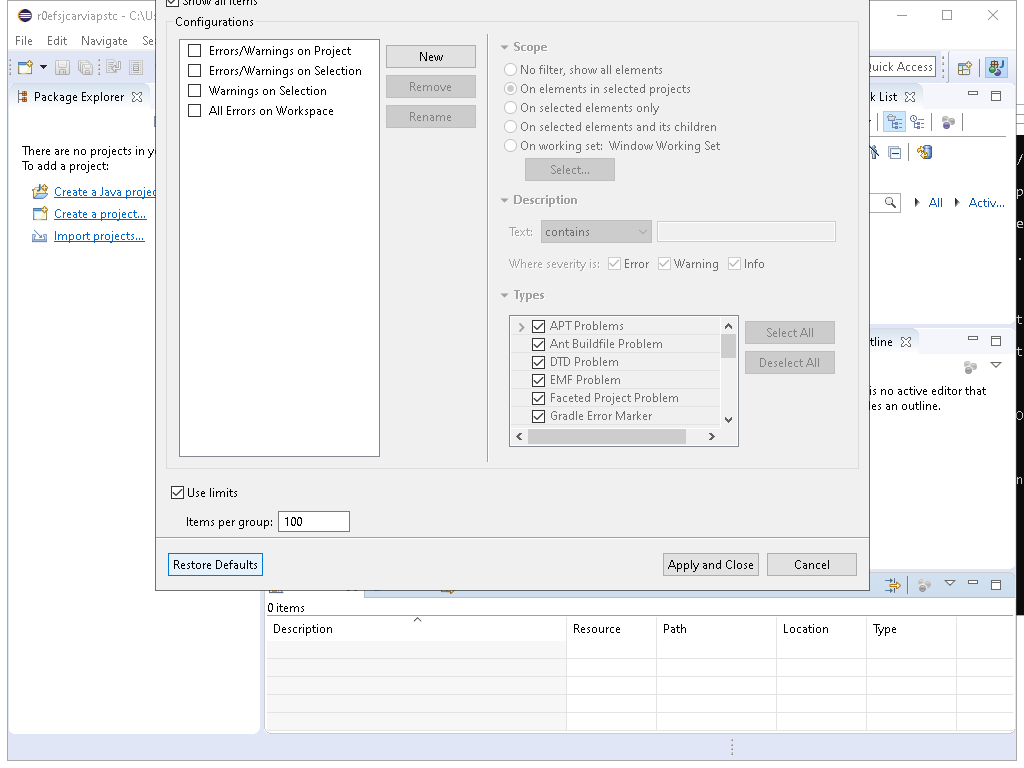 r0efsjcarviapstc - C:\Us
Show all items
File Edit Navigate Se
Configurations
Errors/Warnings on Project
Errors/Warnings on Selection
Warnings on Selection
All Errors on Workspace
New
Remove
Rename
Scope
No filter, show all elements
On elements in selected projects
On selected elements only
On selected elements and its children
On working set: Window Working Set
Select...
Description
Text: contains
Where severity is: Error Warning Info
Types
APT Problems
Ant Buildfile Problem
DTD Problem
EMF Problem
Faceted Project Problem
Gradle Error Marker
Select All
Deselect All
Use limits
Items per group: 100
Restore Defaults
Apply and Close
Cancel
Quick Access
Package Explorer
There are no projects in y
To add a project:
Create a Java projec
Create a project...
Import projects...
k List
All Activ...
tline
is no active editor that
des an outline.
0 items
Description Resource Path Location Type